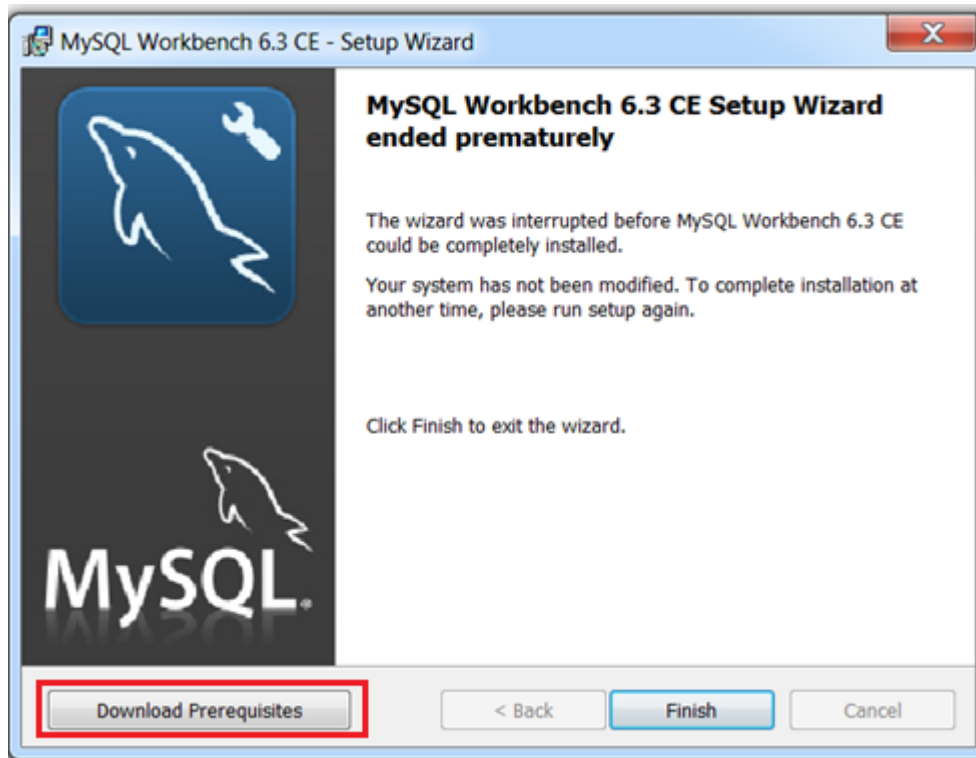 MySQL Workbench 6.3 CE - Setup Wizard
MySQL Workbench 6.3 CE Setup Wizard
ended prematurely
The wizard was interrupted before MySQL Workbench 6.3 CE
could be completely installed.
Your system has not been modified. To complete installation at
another time, please run setup again.
Click Finish to exit the wizard.
MySQL®
Download Prerequisites
< Back
Finish
Cancel